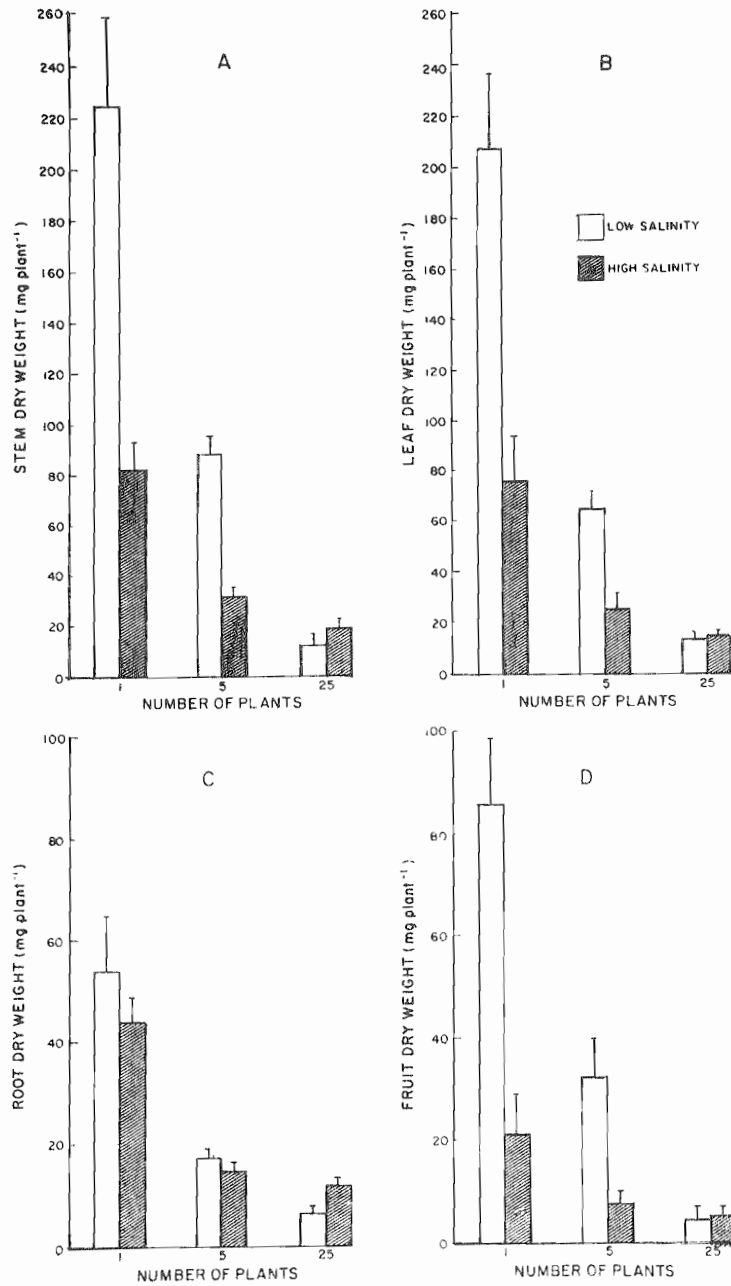 A
260
240
220
200
180
160
140
120
100
80
60
40
20
0
STEM DRY WEIGHT (mg plant⁻¹)
1 5 25
NUMBER OF PLANTS
B
260
240
220
200
180
160
140
120
100
80
60
40
20
0
LEAF DRY WEIGHT (mg plant⁻¹)
LOW SALINITY
HIGH SALINITY
1 5 25
NUMBER OF PLANTS
C
100
80
60
40
20
0
ROOT DRY WEIGHT (mg plant⁻¹)
1 5 25
NUMBER OF PLANTS
D
100
80
60
40
20
0
FRUIT DRY WEIGHT (mg plant⁻¹)
1 5 25
NUMBER OF PLANTS